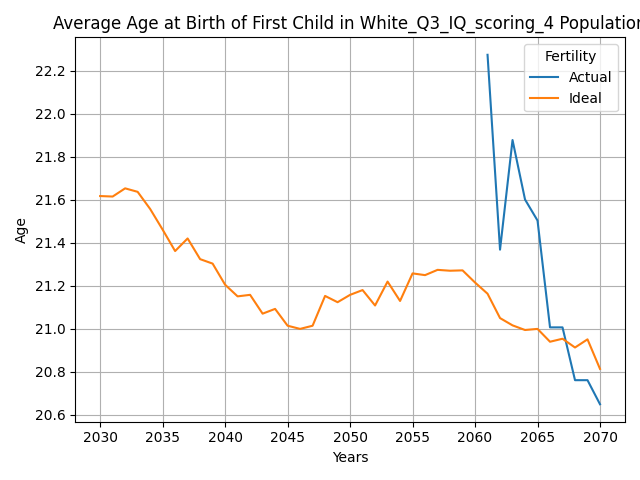 Average Age at Birth of First Child in White_Q3_IQ_scoring_4 Population
Fertility
Actual
Ideal
22.2
22.0
21.8
21.6
21.4
21.2
21.0
20.8
20.6
Age
2030 2035 2040 2045 2050 2055 2060 2065 2070
Years